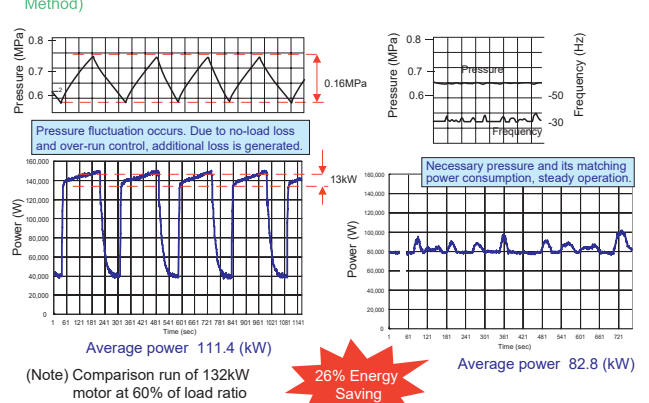 Method)
Pressure (MPa)
0.8
0.7
0.6
0.16MPa
Pressure fluctuation occurs. Due to no-load loss
and over-run control, additional loss is generated.
Power (W)
160,000
140,000
120,000
100,000
80,000
60,000
40,000
20,000
0
13kW
1 61 121 181 241 301 361 421 481 541 601 661 721 781 841 901 961 1021 1081 1141
Time (sec)
Average power 111.4 (kW)
(Note) Comparison run of 132kW
motor at 60% of load ratio
26% Energy
Saving
Pressure (MPa)
0.8
0.7
0.6
Pressure
Frequency
-50
-30
Frequency (Hz)
Necessary pressure and its matching
power consumption, steady operation.
Power (W)
160,000
140,000
120,000
100,000
80,000
60,000
40,000
20,000
0
1 61 121 181 241 301 361 421 481 541 601 661 721
Time (sec)
Average power 82.8 (kW)